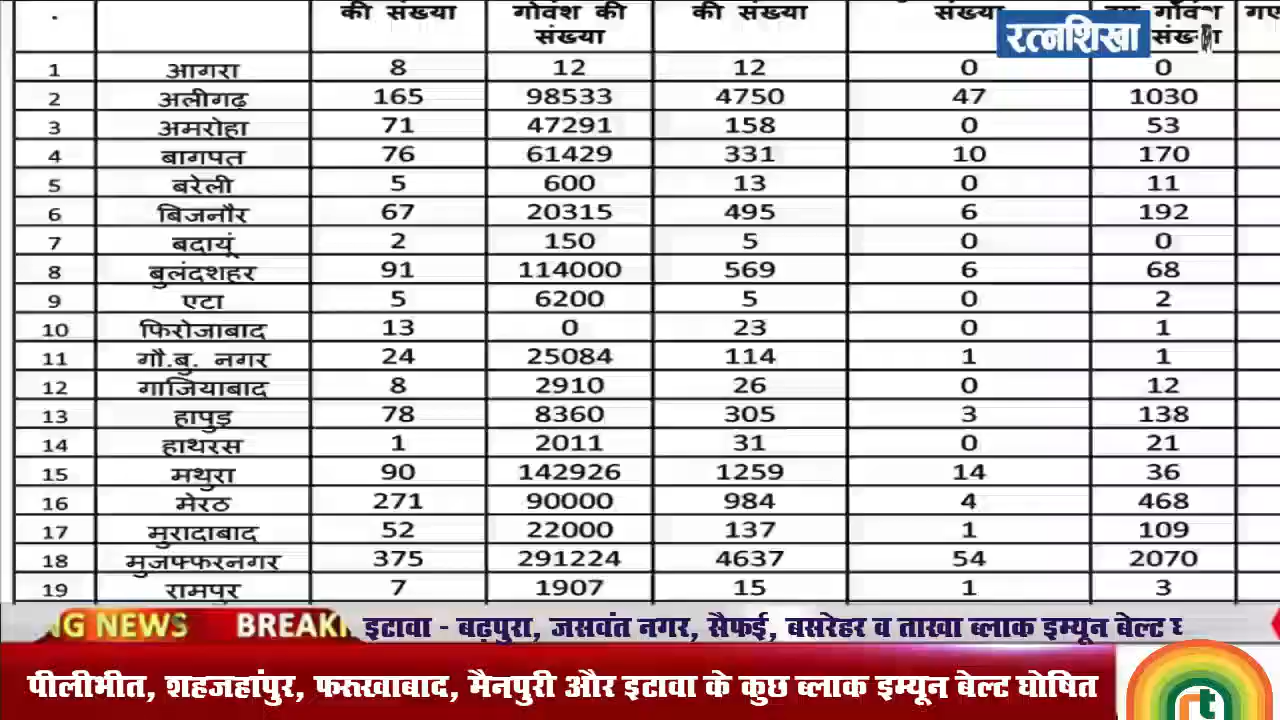 . की संख्या गोवंश की संख्या की संख्या संख्या गोवंश संख्या
रत्नशिखा
1 आगरा 8 12 12 0 0
2 अलीगढ़ 165 98533 4750 47 1030
3 अमरोहा 71 47291 158 0 53
4 बागपत 76 61429 331 10 170
5 बरेली 5 600 13 0 11
6 बिजनौर 67 20315 495 6 192
7 बदायूं 2 150 5 0 0
8 बुलंदशहर 91 114000 569 6 68
9 एटा 5 6200 5 0 2
10 फिरोजाबाद 13 0 23 0 1
11 गौ.बु. नगर 24 25084 114 1 1
12 गाजियाबाद 8 2910 26 0 12
13 हापुड़ 78 8360 305 3 138
14 हाथरस 1 2011 31 0 21
15 मथुरा 90 142926 1259 14 36
16 मेरठ 271 90000 984 4 468
17 मुरादाबाद 52 22000 137 1 109
18 मुजफ्फरनगर 375 291224 4637 54 2070
19 रामपुर 7 1907 15 1 3
NG NEWS BREAKI इटावा - बढ़पुरा, जसवंत नगर, सैफई, बसरेहर व ताखा ब्लाक इम्यून बेल्ट
पीलीभीत, शहजहांपुर, फरुखाबाद, मैनपुरी और इटावा के कुछ ब्लाक इम्यून बेल्ट घोषित
rt